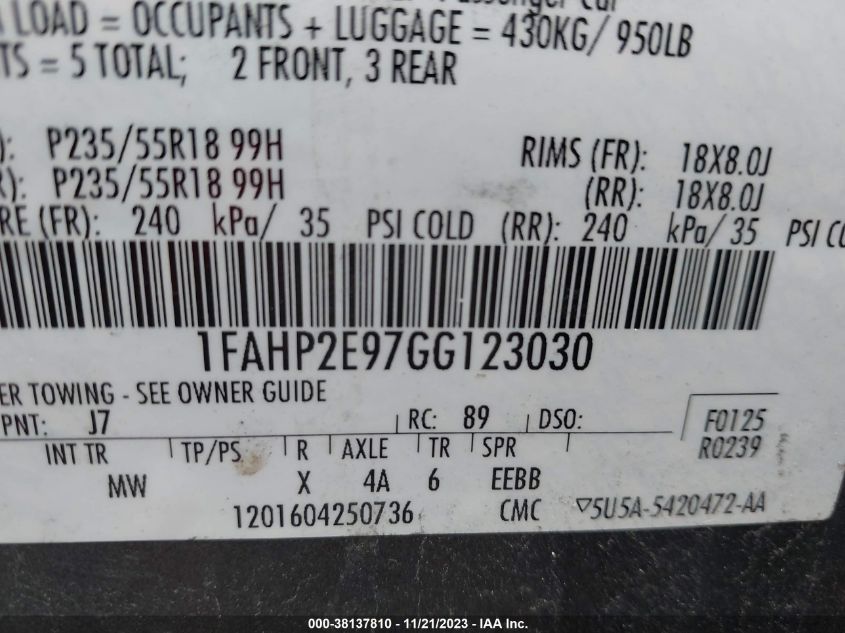 Passenger Car
LOAD = OCCUPANTS + LUGGAGE = 430KG/ 950LB
TS = 5 TOTAL; 2 FRONT, 3 REAR
): P235/55R18 99H RIMS (FR): 18X8.0J
R): P235/55R18 99H (RR): 18X8.0J
RE (FR): 240 kPa/ 35 PSI COLD (RR): 240 kPa/ 35 PSI CO
1FAHP2E97GG123030
ER TOWING - SEE OWNER GUIDE
PNT: J7 RC: 89 DSO: F0125
INT TR TP/PS R AXLE TR SPR R0239
MW X 4A 6 EEBB
1201604250736 CMC ▽5U5A-5420472-AA
000-38137810 - 11/21/2023 - IAA Inc.